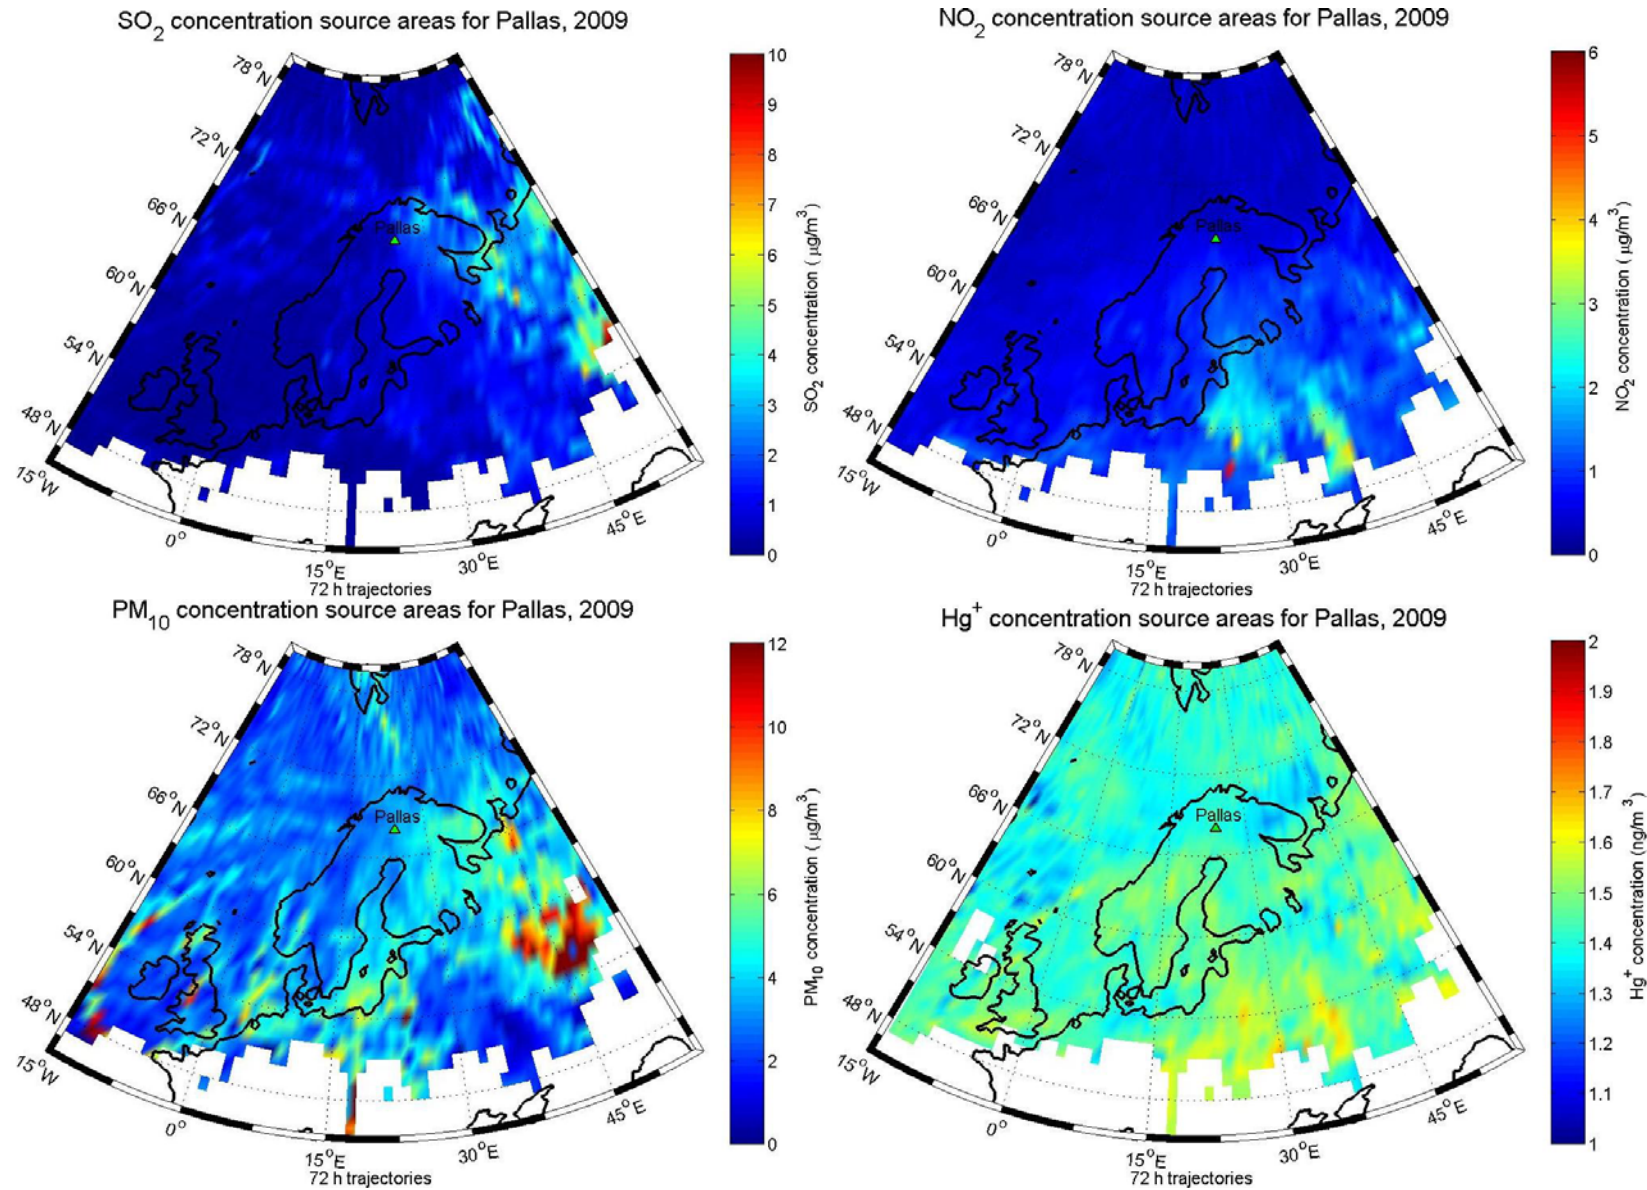 SO2 concentration source areas for Pallas, 2009
78°N
72°N
66°N
60°N
54°N
48°N
15°W
0°
15°E
30°E
45°E
Pallas
72 h trajectories
10
9
8
7
6
5
4
3
2
1
0
SO2 concentration ( μg/m3)
NO2 concentration source areas for Pallas, 2009
78°N
72°N
66°N
60°N
54°N
48°N
15°W
0°
15°E
30°E
45°E
Pallas
72 h trajectories
6
5
4
3
2
1
0
NO2 concentration ( μg/m3)
PM10 concentration source areas for Pallas, 2009
78°N
72°N
66°N
60°N
54°N
48°N
15°W
0°
15°E
30°E
45°E
Pallas
72 h trajectories
12
10
8
6
4
2
0
PM10 concentration ( μg/m3)
Hg+ concentration source areas for Pallas, 2009
78°N
72°N
66°N
60°N
54°N
48°N
15°W
0°
15°E
30°E
45°E
Pallas
72 h trajectories
2
1.9
1.8
1.7
1.6
1.5
1.4
1.3
1.2
1.1
1
Hg+ concentration (ng/m3)